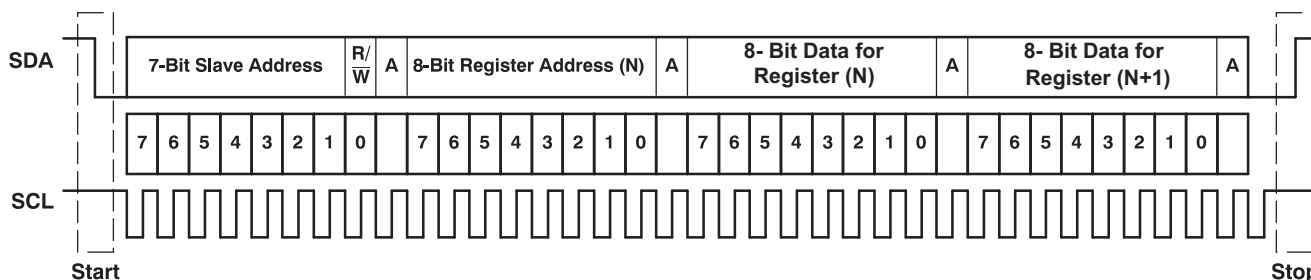 SDA
7-Bit Slave Address
R/
W
A
8-Bit Register Address (N)
A
8- Bit Data for
Register (N)
A
8- Bit Data for
Register (N+1)
A
7 6 5 4 3 2 1 0 7 6 5 4 3 2 1 0 7 6 5 4 3 2 1 0 7 6 5 4 3 2 1 0
SCL
Start
Stop